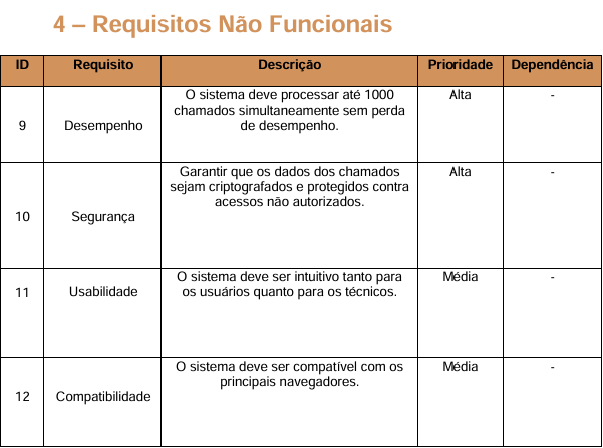 4 – Requisitos Não Funcionais
ID Requisito Descrição Prioridade Dependência
9 Desempenho O sistema deve processar até 1000 Alta -
chamados simultaneamente sem perda
de desempenho.
10 Segurança Garantir que os dados dos chamados Alta -
sejam criptografados e protegidos contra
acessos não autorizados.
11 Usabilidade O sistema deve ser intuitivo tanto para Média -
os usuários quanto para os técnicos.
12 Compatibilidade O sistema deve ser compatível com os Média -
principais navegadores.